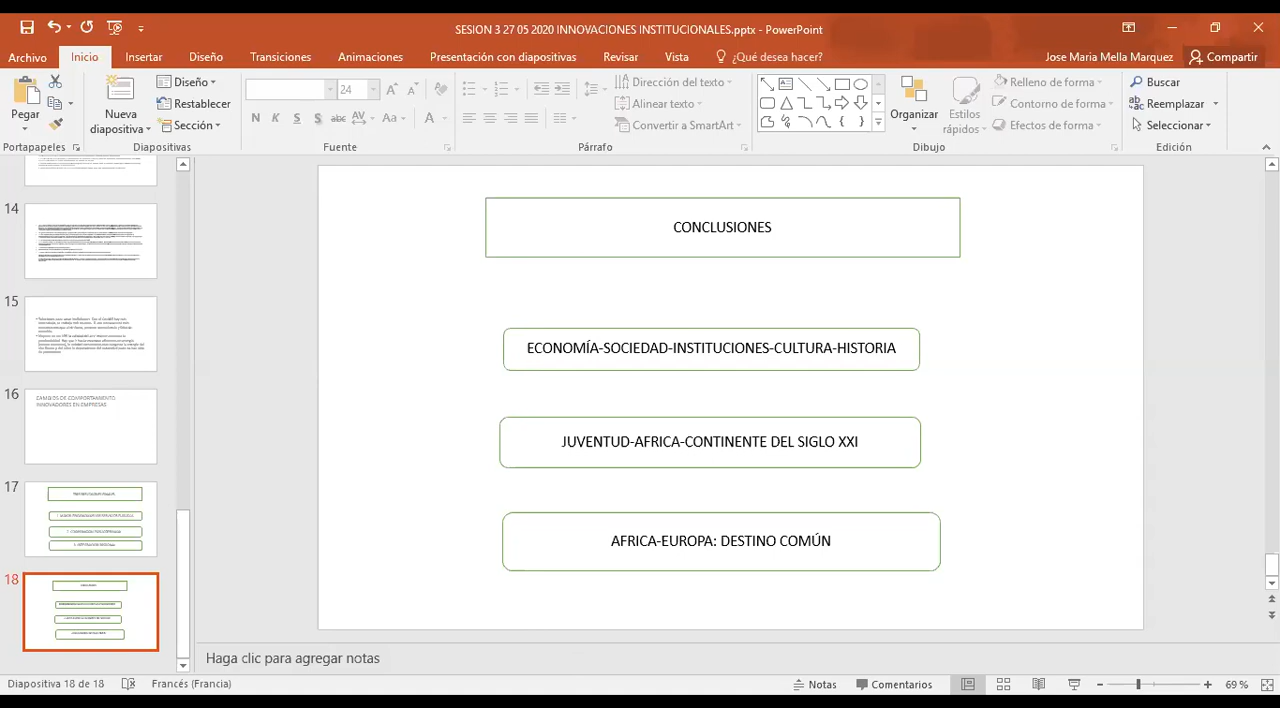 SESION 3 27 05 2020 INNOVACIONES INSTITUCIONALES.pptx - PowerPoint
Archivo Inicio Insertar Diseño Transiciones Animaciones Presentación con diapositivas Revisar Vista ¿Qué desea hacer? Jose Maria Mella Marquez Compartir
Pegar
Nueva diapositiva
Diseño
Restablecer
Sección
24
N K S S abc AV Aa A
Dirección del texto
Alinear texto
Convertir a SmartArt
Organizar
Estilos rápidos
Relleno de forma
Contorno de forma
Efectos de forma
Buscar
Reemplazar
Seleccionar
Portapapeles Diapositivas Fuente Párrafo Dibujo Edición
14
15
16
CAMBIOS DE COMPORTAMIENTO
INNOVADORES EN EMPRESAS
17
18
CONCLUSIONES
ECONOMÍA-SOCIEDAD-INSTITUCIONES-CULTURA-HISTORIA
JUVENTUD-AFRICA-CONTINENTE DEL SIGLO XXI
AFRICA-EUROPA: DESTINO COMÚN
Haga clic para agregar notas
Diapositiva 18 de 18 Francés (Francia) Notas Comentarios 69 %